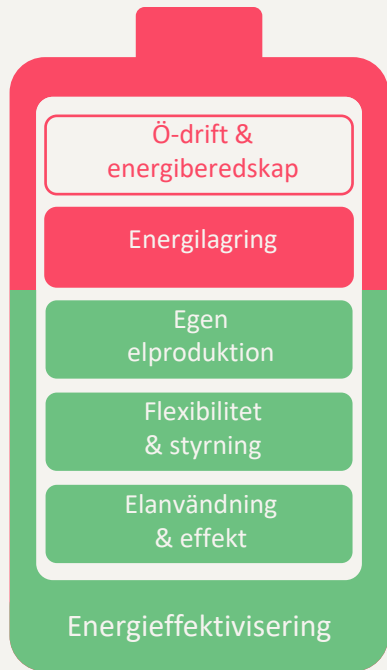 Ö-drift &
energiberedskap
Energilagring
Egen
elproduktion
Flexibilitet
& styrning
Elanvändning
& effekt
Energieffektivisering